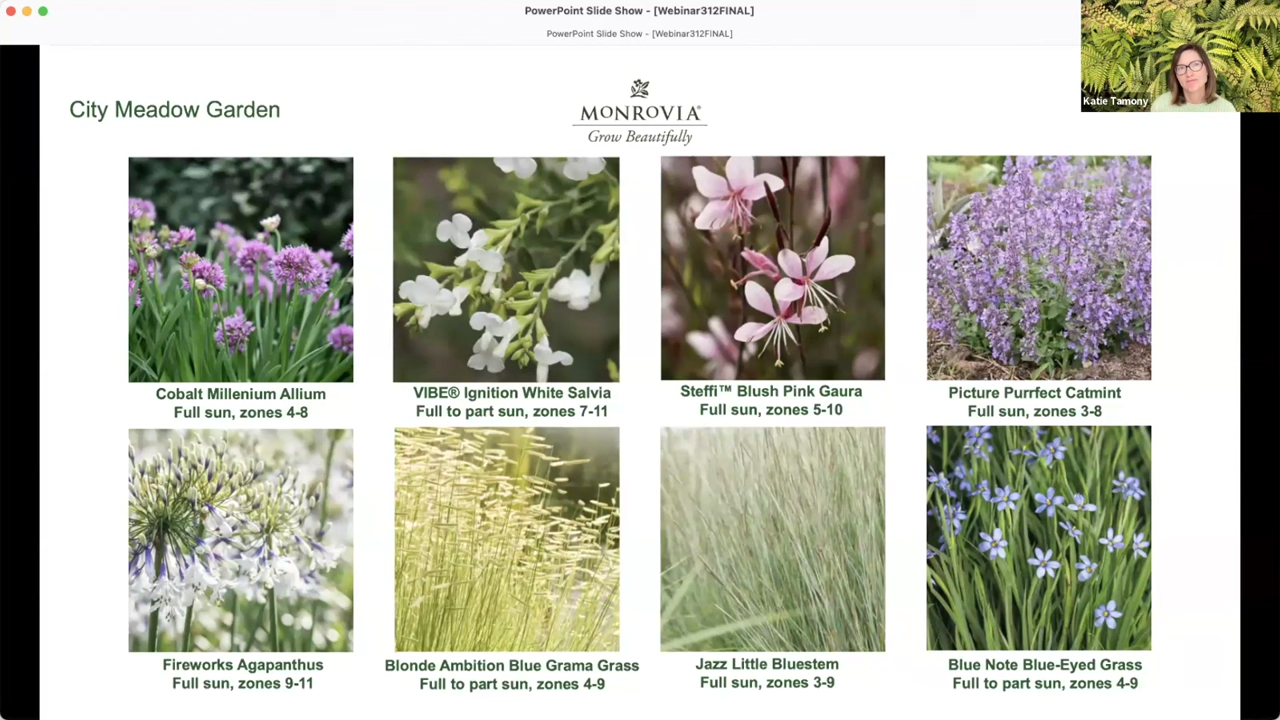 PowerPoint Slide Show - [Webinar312FINAL]
PowerPoint Slide Show - [Webinar312FINAL]
Katie Tamony
City Meadow Garden
MONROVIA®
Grow Beautifully
Cobalt Millenium Allium
Full sun, zones 4-8
VIBE® Ignition White Salvia
Full to part sun, zones 7-11
Steffi™ Blush Pink Gaura
Full sun, zones 5-10
Picture Purrfect Catmint
Full sun, zones 3-8
Fireworks Agapanthus
Full sun, zones 9-11
Blonde Ambition Blue Grama Grass
Full to part sun, zones 4-9
Jazz Little Bluestem
Full sun, zones 3-9
Blue Note Blue-Eyed Grass
Full to part sun, zones 4-9